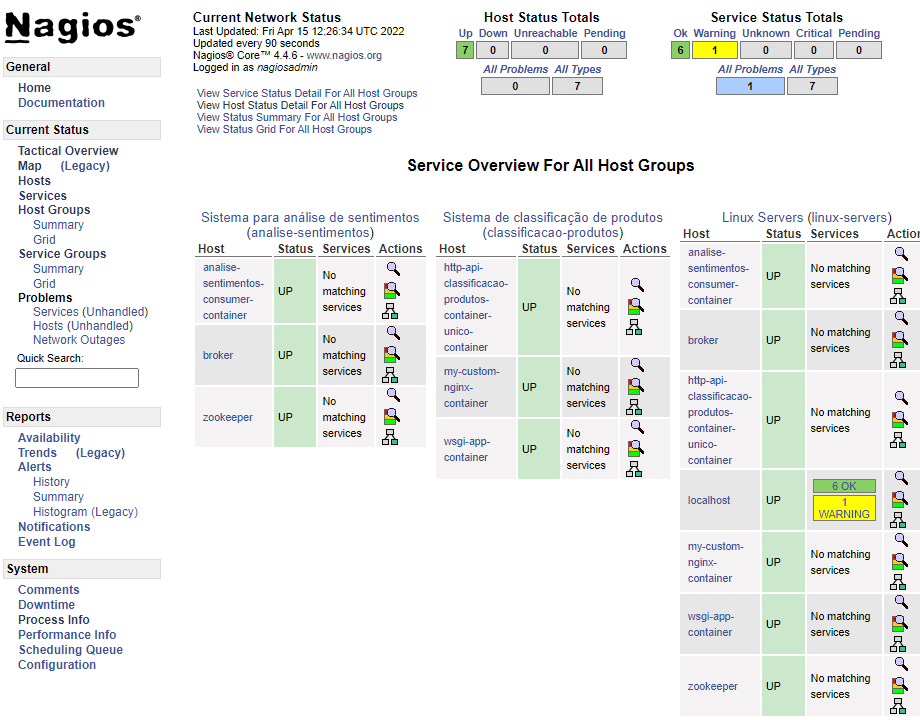 Nagios®
General
Home
Documentation
Current Status
Tactical Overview
Map (Legacy)
Hosts
Services
Host Groups
Summary
Grid
Service Groups
Summary
Grid
Problems
Services (Unhandled)
Hosts (Unhandled)
Network Outages
Quick Search:
Reports
Availability
Trends (Legacy)
Alerts
History
Summary
Histogram (Legacy)
Notifications
Event Log
System
Comments
Downtime
Process Info
Performance Info
Scheduling Queue
Configuration
Current Network Status
Last Updated: Fri Apr 15 12:26:34 UTC 2022
Updated every 90 seconds
Nagios® Core™ 4.4.6 - www.nagios.org
Logged in as nagiosadmin
View Service Status Detail For All Host Groups
View Host Status Detail For All Host Groups
View Status Summary For All Host Groups
View Status Grid For All Host Groups
Host Status Totals
Up Down Unreachable Pending
7 0 0 0
All Problems All Types
0 7
Service Status Totals
Ok Warning Unknown Critical Pending
6 1 0 0 0
All Problems All Types
1 7
Service Overview For All Host Groups
Sistema para análise de sentimentos
(analise-sentimentos)
Host Status Services Actions
analise-
sentimentos-
consumer-
container
UP
No
matching
services
broker
UP
No
matching
services
zookeeper
UP
No
matching
services
Sistema de classificação de produtos
(classificacao-produtos)
Host Status Services Actions
http-api-
classificacao-
produtos-
container-
unico-
container
UP
No
matching
services
my-custom-
nginx-
container
UP
No
matching
services
wsgi-app-
container
UP
No
matching
services
Linux Servers (linux-servers)
Host Status Services Action
analise-
sentimentos-
consumer-
container
UP
No matching
services
broker
UP
No matching
services
http-api-
classificacao-
produtos-
container-
unico-
container
UP
No matching
services
localhost
UP
6 OK
1
WARNING
my-custom-
nginx-
container
UP
No matching
services
wsgi-app-
container
UP
No matching
services
zookeeper
UP
No matching
services